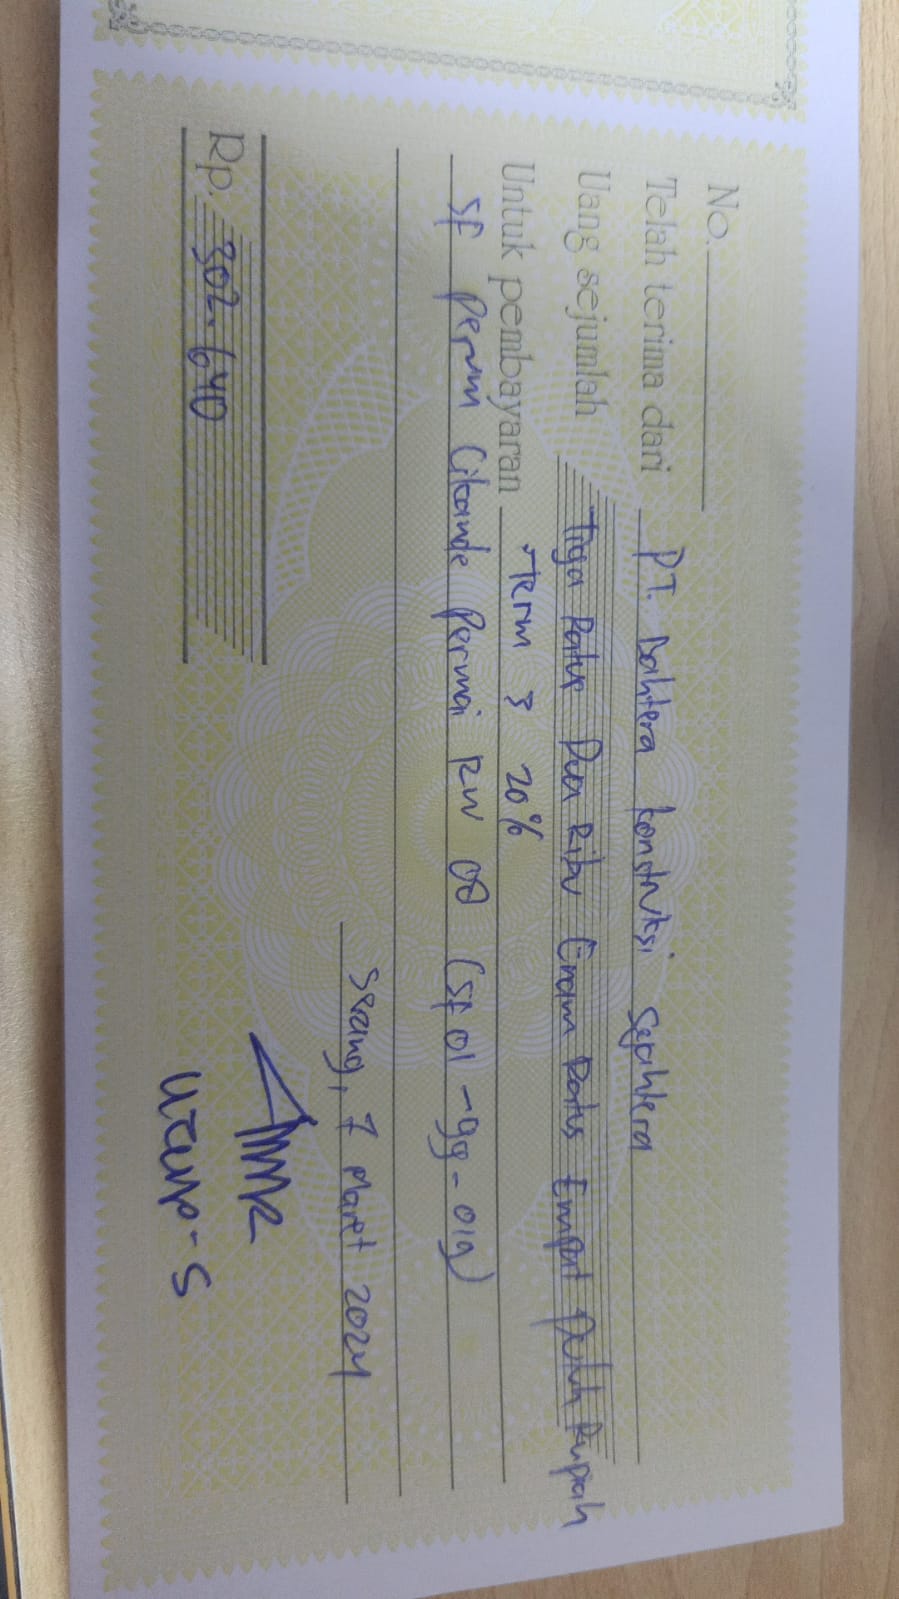 No.
Telah terima dari PT. Bahtera konstruksi Sejahtera
Uang sejumlah Tiga Ratus Dua Ribu Enam Ratus Empat Puluh Rupiah
Untuk pembayaran Term 3 20%
SF perum Cikande Permai RW 08 (SF 01 - 99 - 019)
Serang, 7 Maret 2024
Rp. 302.640